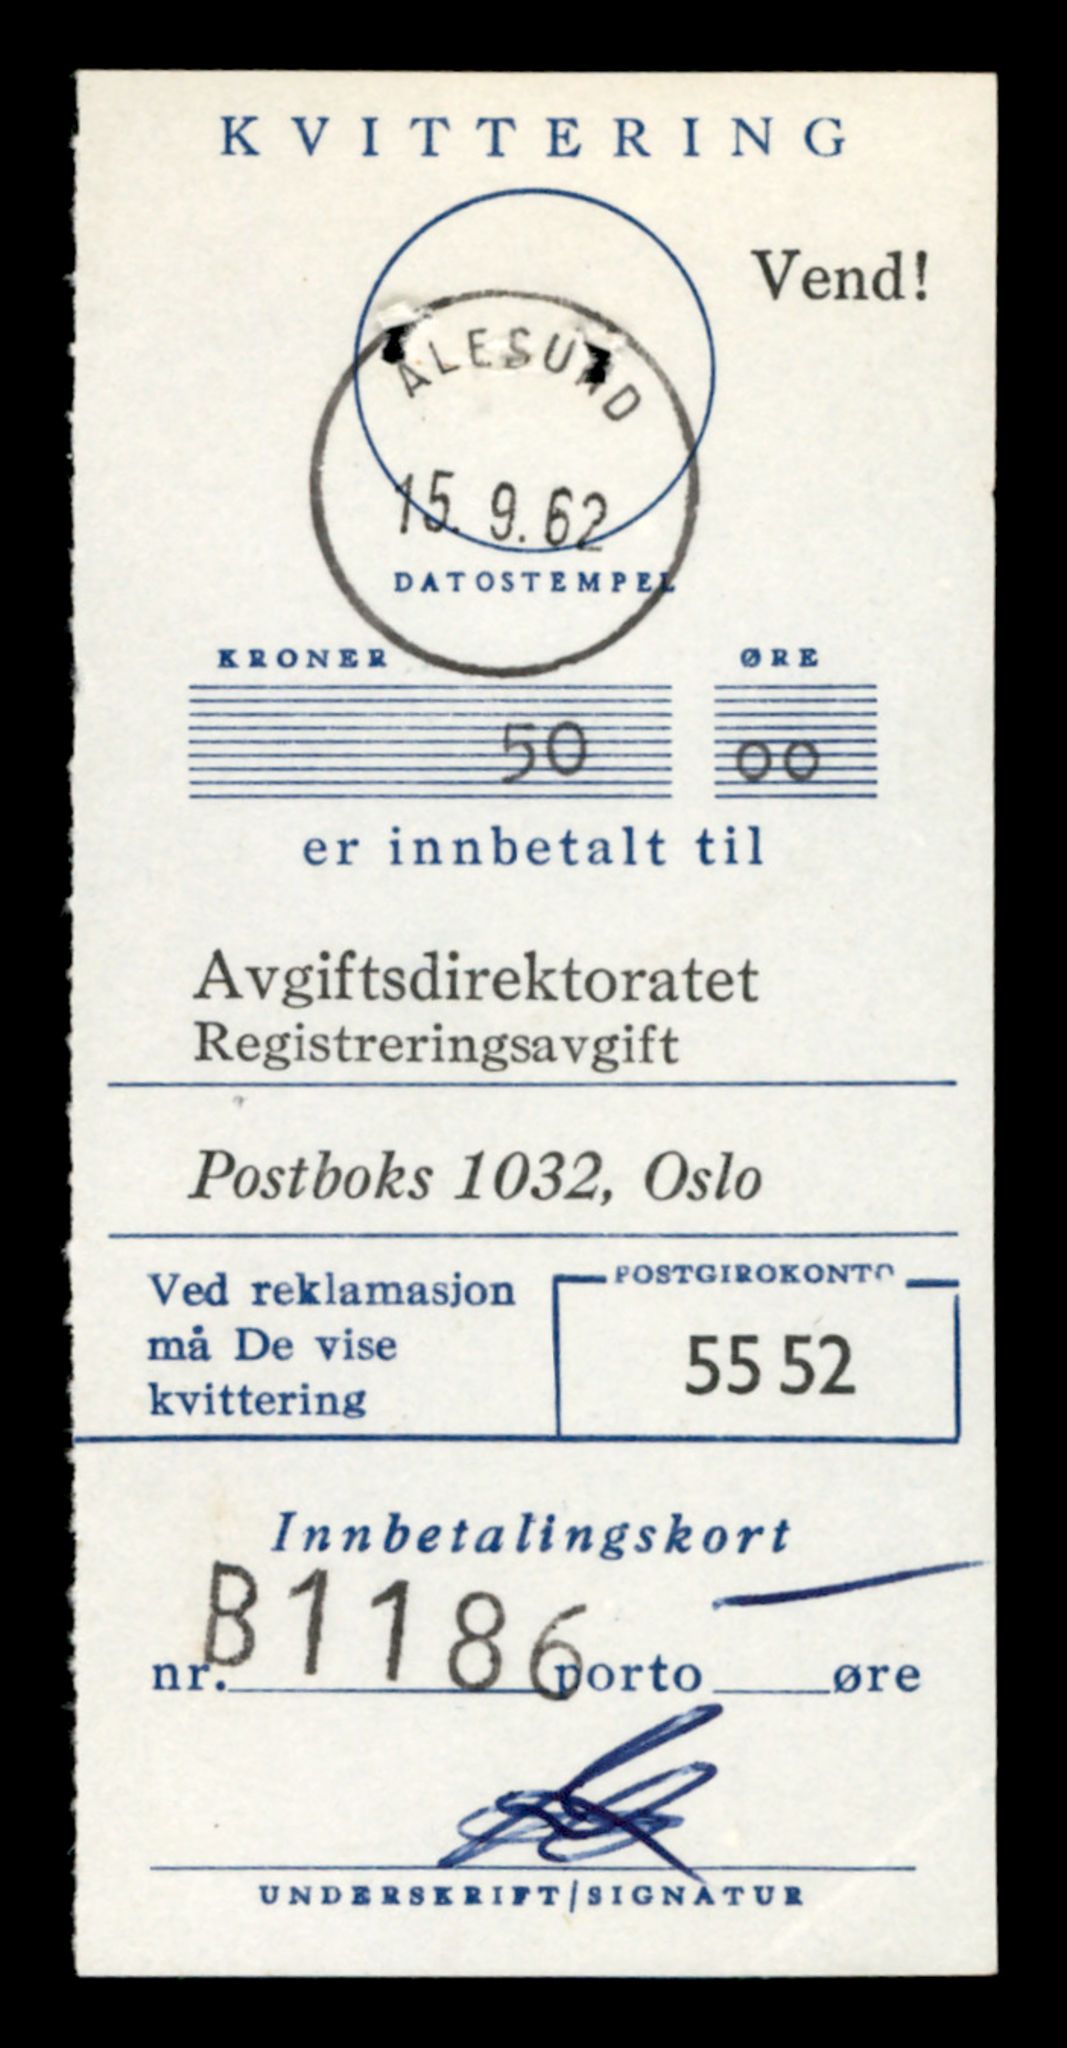 KVITTERING
Vend!
ÅLESUND
15. 9. 62
DATOSTEMPEL
KRONER ØRE
50 00
er innbetalt til
Avgiftsdirektoratet
Registreringsavgift
Postboks 1032, Oslo
Ved reklamasjon
må De vise
kvittering
POSTGIROKONTO
55 52
Innbetalingskort
nr. B1186 porto øre
UNDERSKRIFT/SIGNATUR